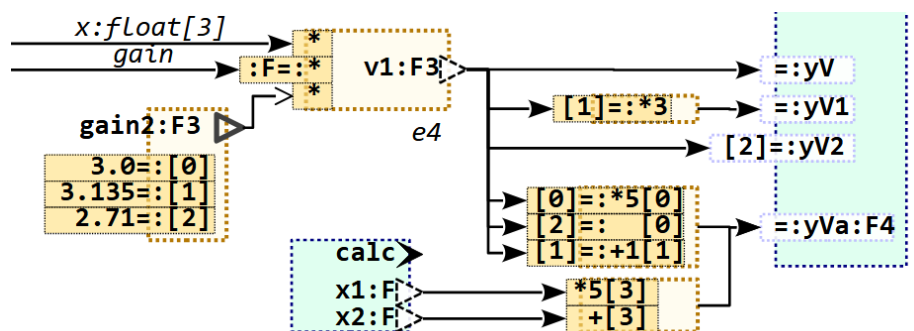 x:float[3]
gain
*
:F=:*
*
v1:F3
e4
gain2:F3
3.0=:[0]
3.135=:[1]
2.71=:[2]
=:yV
[1]=:*3
=:yV1
[2]=:yV2
[0]=:*5[0]
[2]=: [0]
[1]=:+1[1]
=:yVa:F4
calc
x1:F
x2:F
*5[3]
+[3]